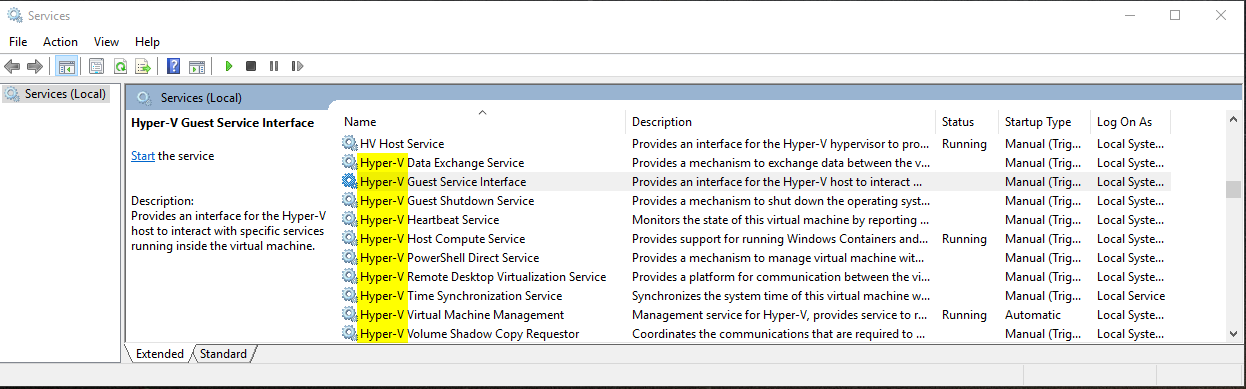 Services
File Action View Help
Services (Local)
Services (Local)
Hyper-V Guest Service Interface
Start the service
Description:
Provides an interface for the Hyper-V
host to interact with specific services
running inside the virtual machine.
Name Description Status Startup Type Log On As
HV Host Service Provides an interface for the Hyper-V hypervisor to pro... Running Manual (Trig... Local Syste...
Hyper-V Data Exchange Service Provides a mechanism to exchange data between the v... Manual (Trig... Local Syste...
Hyper-V Guest Service Interface Provides an interface for the Hyper-V host to interact ... Manual (Trig... Local Syste...
Hyper-V Guest Shutdown Service Provides a mechanism to shut down the operating syst... Manual (Trig... Local Syste...
Hyper-V Heartbeat Service Monitors the state of this virtual machine by reporting ... Manual (Trig... Local Syste...
Hyper-V Host Compute Service Provides support for running Windows Containers and... Running Manual (Trig... Local Syste...
Hyper-V PowerShell Direct Service Provides a mechanism to manage virtual machine wit... Manual (Trig... Local Syste...
Hyper-V Remote Desktop Virtualization Service Provides a platform for communication between the vi... Manual (Trig... Local Syste...
Hyper-V Time Synchronization Service Synchronizes the system time of this virtual machine w... Manual (Trig... Local Service
Hyper-V Virtual Machine Management Management service for Hyper-V, provides service to r... Running Automatic Local Syste...
Hyper-V Volume Shadow Copy Requestor Coordinates the communications that are required to ... Manual (Trig... Local Syste...
Extended Standard